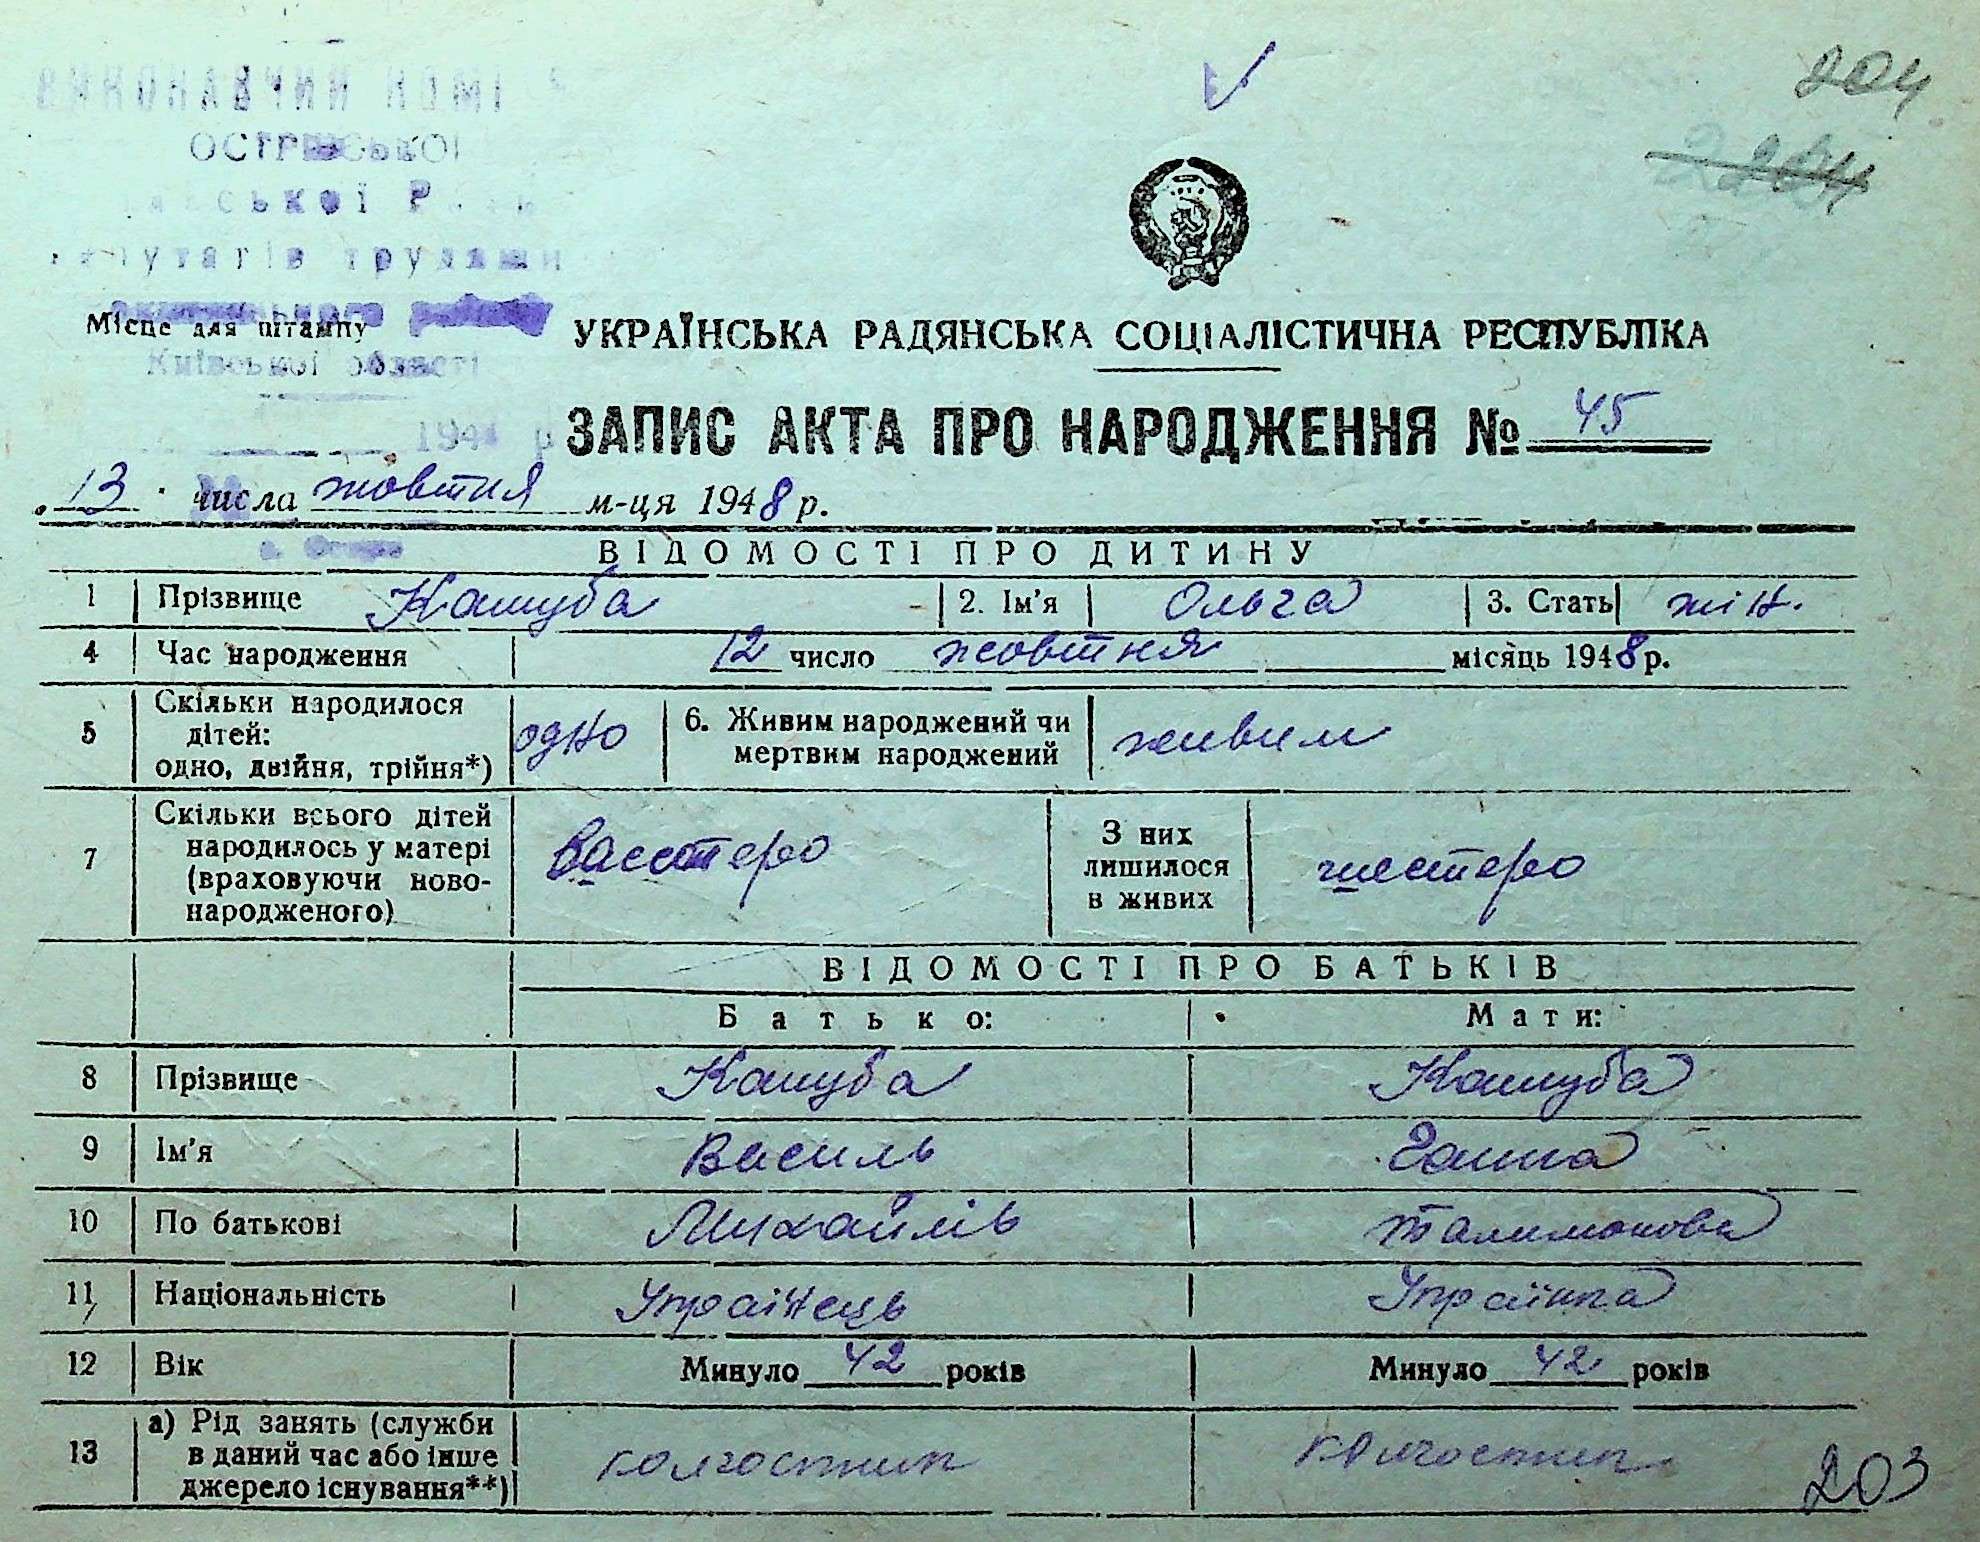 204
ВИКОНАВЧИЙ КОМІ
Місце для штампу
Київської області
УКРАЇНСЬКА РАДЯНСЬКА СОЦІАЛІСТИЧНА РЕСПУБЛІКА
194 р
ЗАПИС АКТА ПРО НАРОДЖЕННЯ № 45
13 числа жовтня м-ця 1948 р.
ВІДОМОСТІ ПРО ДИТИНУ
1 Прізвище Кашуба 2. Ім'я Ольга 3. Стать жін.
4 Час народження 12 число жовтня місяць 1948 р.
5 Скільки народилося дітей: одно, двійня, трійня*) одно 6. Живим народжений чи мертвим народжений живим
7 Скільки всього дітей народилось у матері (враховуючи новонародженого) З них лишилося в живих шестеро
ВІДОМОСТІ ПРО БАТЬКІВ
Батько: Мати:
8 Прізвище Кашуба Кашуба
9 Ім'я Василь Ганна
10 По батькові Михайлів
11 Національність Українець Українка
12 Вік Минуло 42 років Минуло 42 років
13 а) Рід занять (служби в даний час або інше джерело існування**) колгоспник колгоспник
203